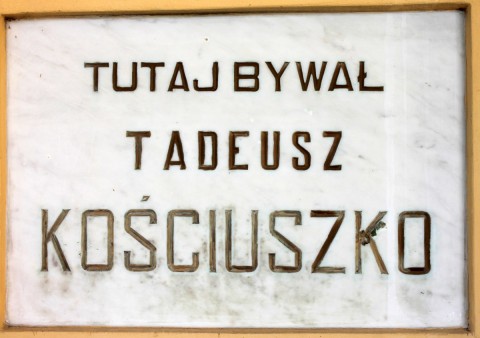 TUTAJ BYWAŁ
TADEUSZ
KOŚCIUSZKO